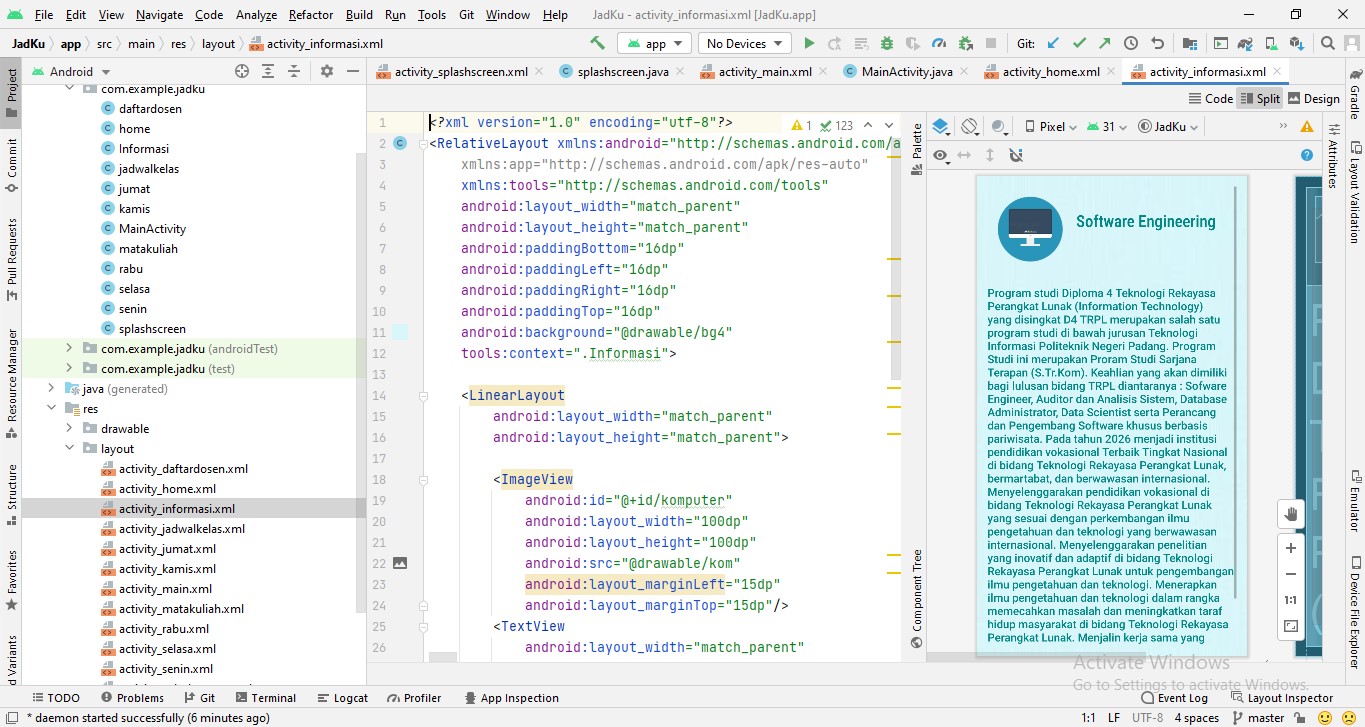 File Edit View Navigate Code Analyze Refactor Build Run Tools Git Window Help JadKu - activity_informasi.xml [JadKu.app]
JadKu app src main res layout activity_informasi.xml app No Devices Git:
Android
activity_splashscreen.xml splashscreen.java activity_main.xml MainActivity.java activity_home.xml activity_informasi.xml
Code Split Design
Project
Commit
Pull Requests
Resource Manager
Structure
Favorites
com.example.jadku
daftardosen
home
Informasi
jadwalkelas
jumat
kamis
MainActivity
matakuliah
rabu
selasa
senin
splashscreen
com.example.jadku (androidTest)
com.example.jadku (test)
java (generated)
res
drawable
layout
activity_daftardosen.xml
activity_home.xml
activity_informasi.xml
activity_jadwalkelas.xml
activity_jumat.xml
activity_kamis.xml
activity_main.xml
activity_matakuliah.xml
activity_rabu.xml
activity_selasa.xml
activity_senin.xml
1 <?xml version="1.0" encoding="utf-8"?>
1 123
2 <RelativeLayout xmlns:android="http://schemas.android.com/a
3 xmlns:app="http://schemas.android.com/apk/res-auto"
4 xmlns:tools="http://schemas.android.com/tools"
5 android:layout_width="match_parent"
6 android:layout_height="match_parent"
7 android:paddingBottom="16dp"
8 android:paddingLeft="16dp"
9 android:paddingRight="16dp"
10 android:paddingTop="16dp"
11 android:background="@drawable/bg4"
12 tools:context=".Informasi">
13
14 <LinearLayout
15 android:layout_width="match_parent"
16 android:layout_height="match_parent">
17
18 <ImageView
19 android:id="@+id/komputer"
20 android:layout_width="100dp"
21 android:layout_height="100dp"
22 android:src="@drawable/kom"
23 android:layout_marginLeft="15dp"
24 android:layout_marginTop="15dp"/>
25 <TextView
26 android:layout_width="match_parent"
Palette
Component Tree
Pixel 31 JadKu
Software Engineering
Program studi Diploma 4 Teknologi Rekayasa
Perangkat Lunak (Information Technology)
yang disingkat D4 TRPL merupakan salah satu
program studi di bawah jurusan Teknologi
Informasi Politeknik Negeri Padang. Program
Studi ini merupakan Proram Studi Sarjana
Terapan (S.Tr.Kom). Keahlian yang akan dimiliki
bagi lulusan bidang TRPL diantaranya : Sofware
Engineer, Auditor dan Analisis Sistem, Database
Administrator, Data Scientist serta Perancang
dan Pengembang Software khusus berbasis
pariwisata. Pada tahun 2026 menjadi institusi
pendidikan vokasional Terbaik Tingkat Nasional
di bidang Teknologi Rekayasa Perangkat Lunak,
bermartabat, dan berwawasan internasional.
Menyelenggarakan pendidikan vokasional di
bidang Teknologi Rekayasa Perangkat Lunak
yang sesuai dengan perkembangan ilmu
pengetahuan dan teknologi yang berwawasan
internasional. Menyelenggarakan penelitian
yang inovatif dan adaptif di bidang Teknologi
Rekayasa Perangkat Lunak untuk pengembangan
ilmu pengetahuan dan teknologi. Menerapkan
ilmu pengetahuan dan teknologi dalam rangka
memecahkan masalah dan meningkatkan taraf
hidup masyarakat di bidang Teknologi Rekayasa
Perangkat Lunak. Menjalin kerja sama yang
1:1
Attributes
Gradle
Layout Validation
Emulator
Device File Explorer
Activate Windows
Go to Settings to activate Windows.
TODO Problems Git Terminal Logcat Profiler App Inspection Event Log Layout Inspector
* daemon started successfully (6 minutes ago) 1:1 LF UTF-8 4 spaces master